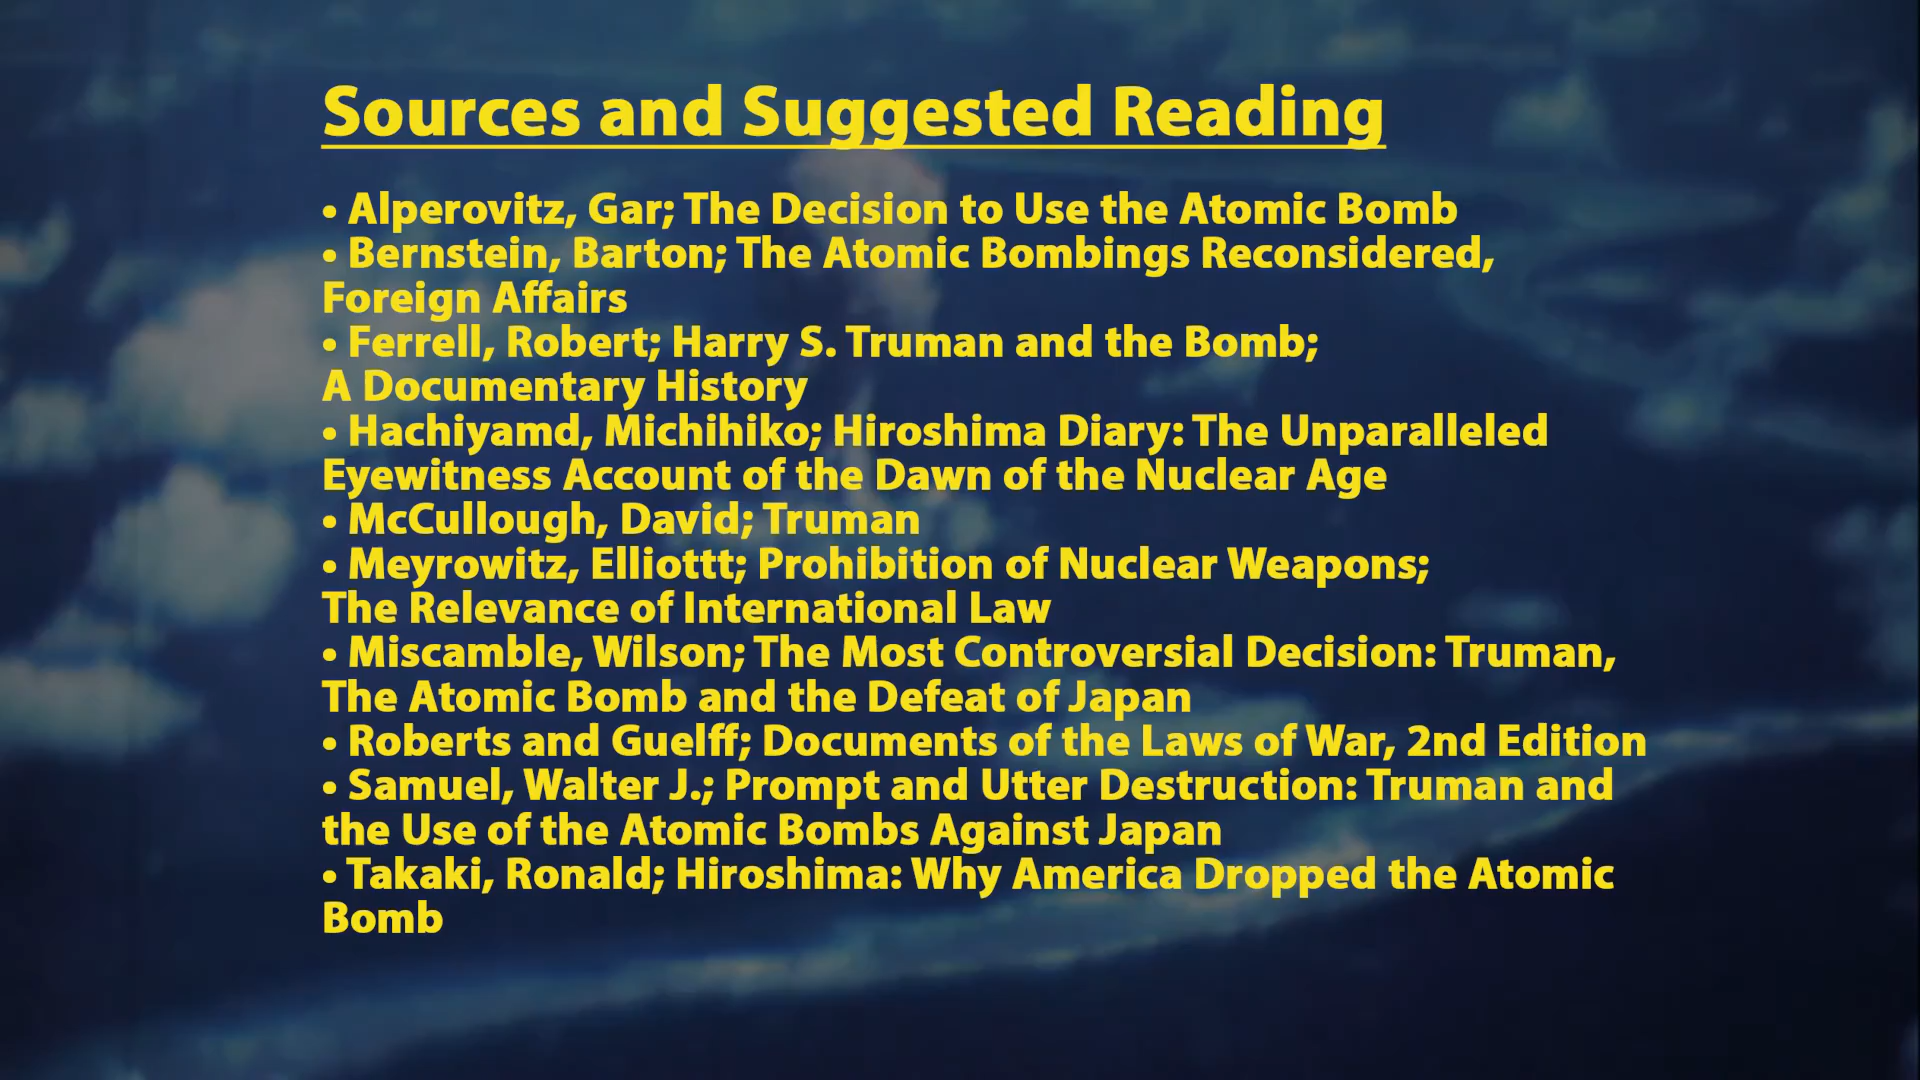 Sources and Suggested Reading
• Alperovitz, Gar; The Decision to Use the Atomic Bomb
• Bernstein, Barton; The Atomic Bombings Reconsidered,
Foreign Affairs
• Ferrell, Robert; Harry S. Truman and the Bomb;
A Documentary History
• Hachiyamd, Michihiko; Hiroshima Diary: The Unparalleled
Eyewitness Account of the Dawn of the Nuclear Age
• McCullough, David; Truman
• Meyrowitz, Elliottt; Prohibition of Nuclear Weapons;
The Relevance of International Law
• Miscamble, Wilson; The Most Controversial Decision: Truman,
The Atomic Bomb and the Defeat of Japan
• Roberts and Guelff; Documents of the Laws of War, 2nd Edition
• Samuel, Walter J.; Prompt and Utter Destruction: Truman and
the Use of the Atomic Bombs Against Japan
• Takaki, Ronald; Hiroshima: Why America Dropped the Atomic
Bomb